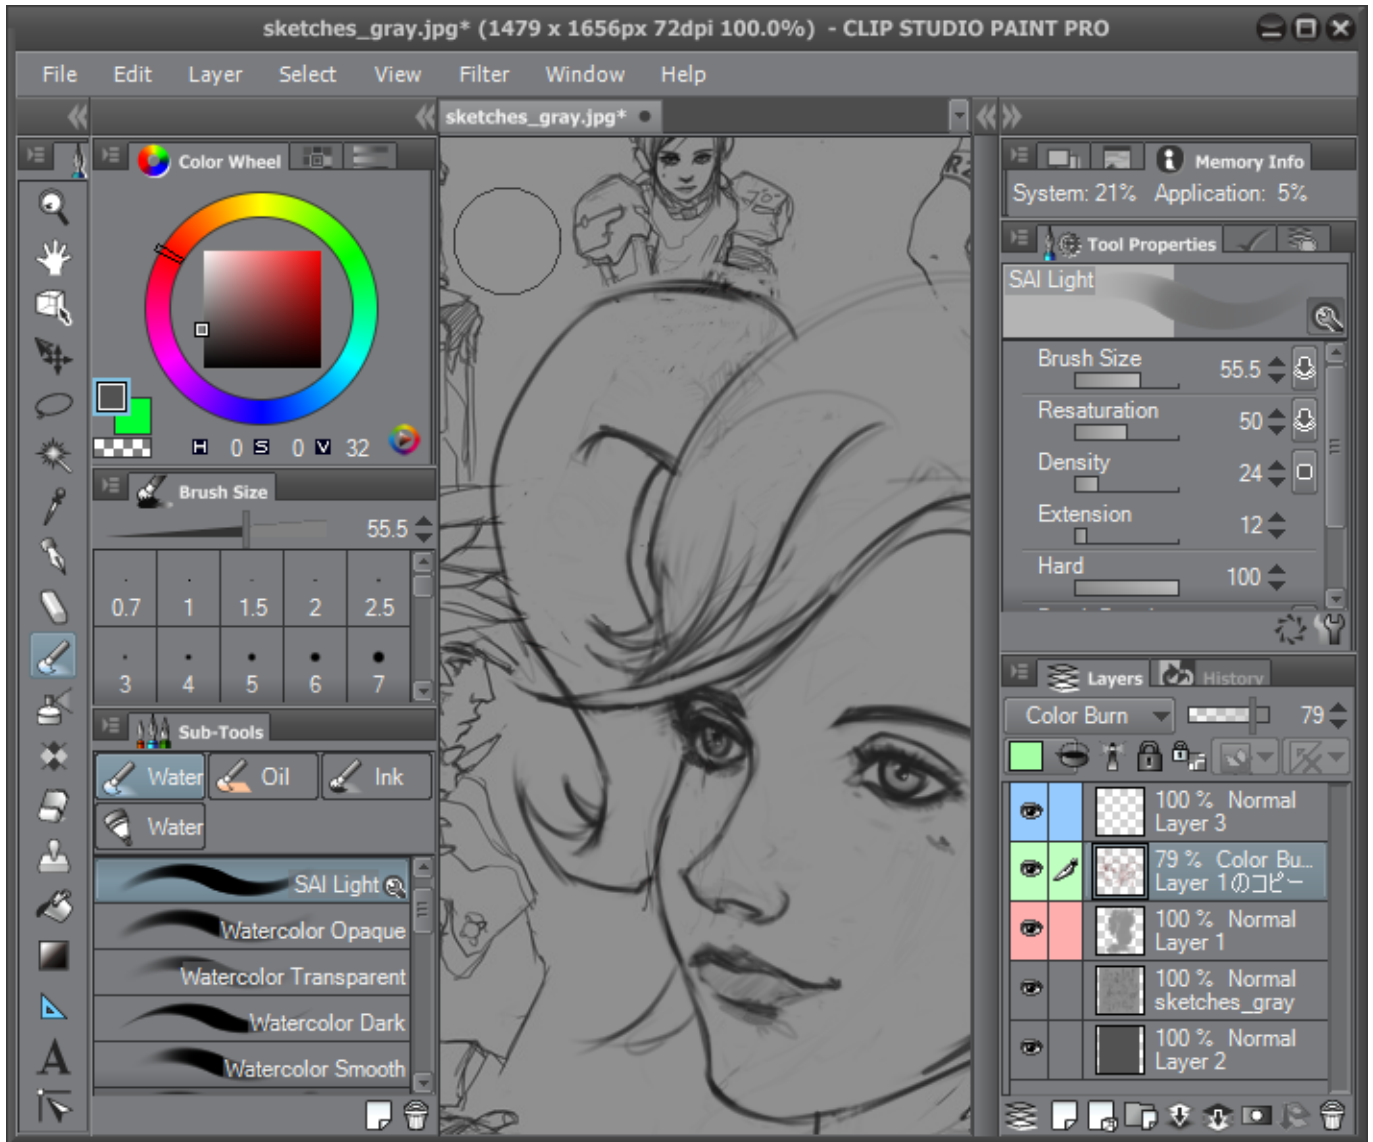 sketches_gray.jpg* (1479 x 1656px 72dpi 100.0%) - CLIP STUDIO PAINT PRO
File Edit Layer Select View Filter Window Help
sketches_gray.jpg*
Color Wheel
H 0 S 0 V 32
Brush Size
55.5
0.7 1 1.5 2 2.5
3 4 5 6 7
Sub-Tools
Water Oil Ink
Water
SAI Light
Watercolor Opaque
Watercolor Transparent
Watercolor Dark
Watercolor Smooth
Memory Info
System: 21% Application: 5%
Tool Properties
SAI Light
Brush Size 55.5
Resaturation 50
Density 24
Extension 12
Hard 100
Layers History
Color Burn 79
100 % Normal
Layer 3
79 % Color Bu...
Layer 1のコピー
100 % Normal
Layer 1
100 % Normal
sketches_gray
100 % Normal
Layer 2